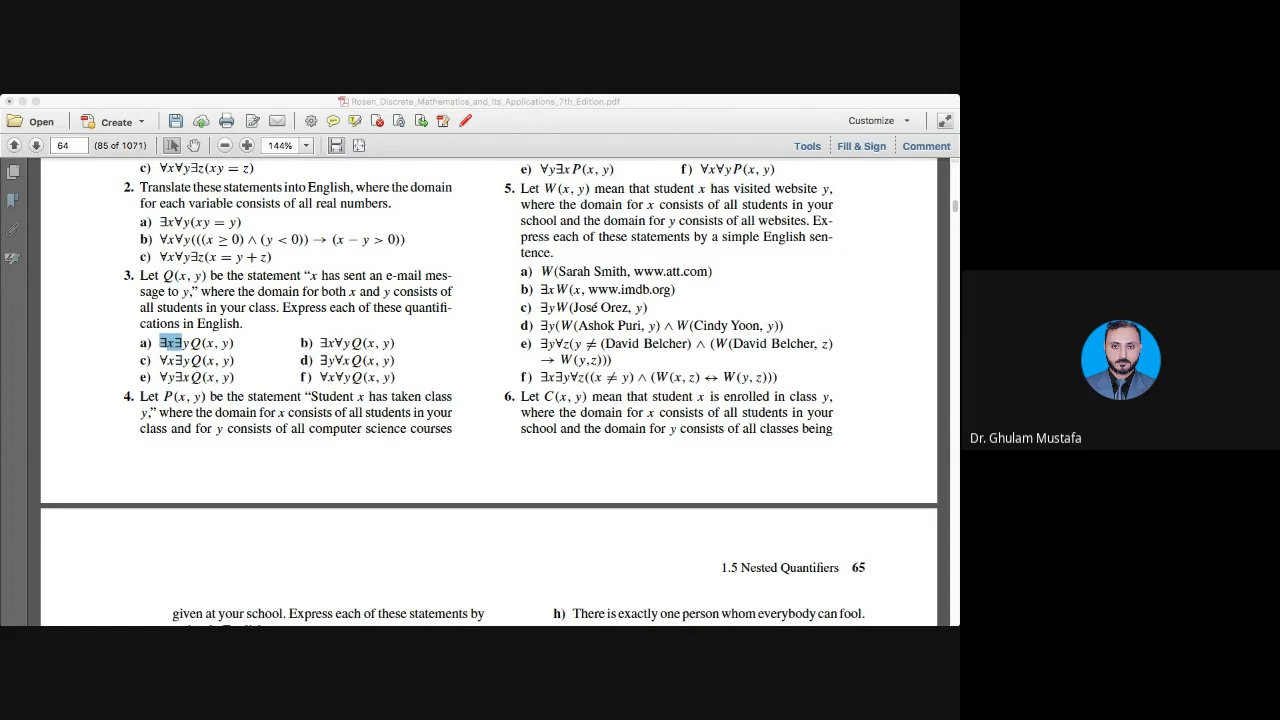 Rosen_Discrete_Mathematics_and_Its_Applications_7th_Edition.pdf
Open Create Customize
64 (85 of 1071) 144% Tools Fill & Sign Comment
c) ∀x∀y∃z(xy = z)
2. Translate these statements into English, where the domain
for each variable consists of all real numbers.
a) ∃x∀y(xy = y)
b) ∀x∀y(((x ≥ 0) ∧ (y < 0)) → (x − y > 0))
c) ∀x∀y∃z(x = y + z)
3. Let Q(x, y) be the statement “x has sent an e-mail mes-
sage to y,” where the domain for both x and y consists of
all students in your class. Express each of these quantifi-
cations in English.
a) ∃x∃yQ(x, y) b) ∃x∀yQ(x, y)
c) ∀x∃yQ(x, y) d) ∃y∀xQ(x, y)
e) ∀y∃xQ(x, y) f) ∀x∀yQ(x, y)
4. Let P(x, y) be the statement “Student x has taken class
y,” where the domain for x consists of all students in your
class and for y consists of all computer science courses
e) ∀y∃xP(x, y) f) ∀x∀yP(x, y)
5. Let W(x, y) mean that student x has visited website y,
where the domain for x consists of all students in your
school and the domain for y consists of all websites. Ex-
press each of these statements by a simple English sen-
tence.
a) W(Sarah Smith, www.att.com)
b) ∃xW(x, www.imdb.org)
c) ∃yW(José Orez, y)
d) ∃y(W(Ashok Puri, y) ∧ W(Cindy Yoon, y))
e) ∃y∀z(y ≠ (David Belcher) ∧ (W(David Belcher, z)
→ W(y,z)))
f) ∃x∃y∀z((x ≠ y) ∧ (W(x, z) ↔ W(y, z)))
6. Let C(x, y) mean that student x is enrolled in class y,
where the domain for x consists of all students in your
school and the domain for y consists of all classes being
1.5 Nested Quantifiers 65
given at your school. Express each of these statements by
h) There is exactly one person whom everybody can fool.
Dr. Ghulam Mustafa